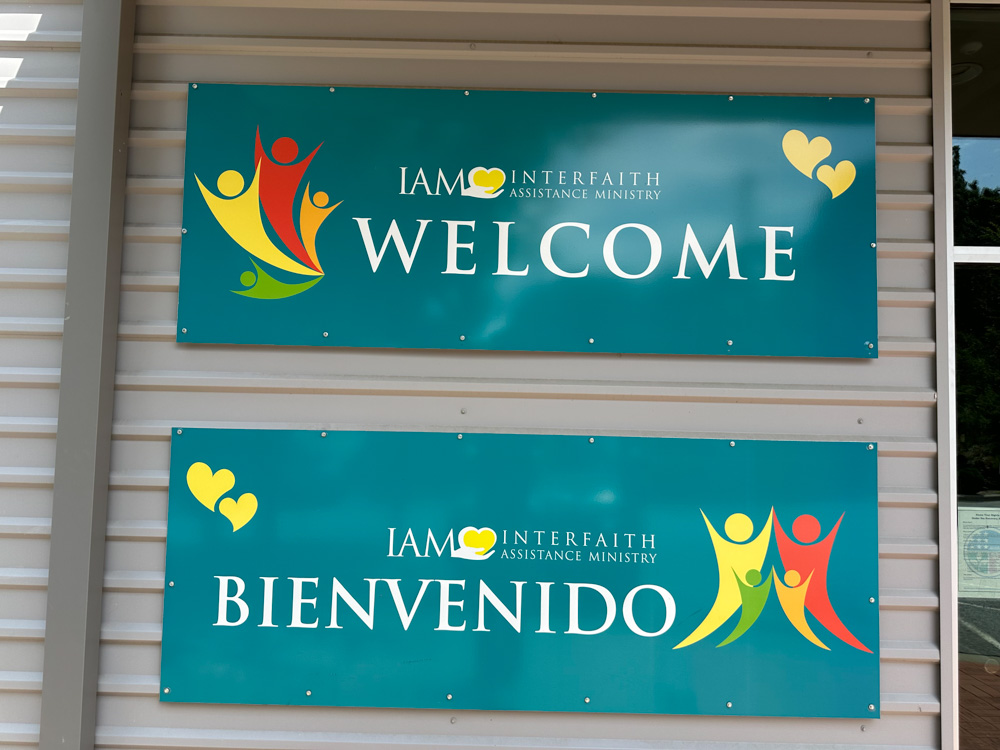 IAM INTERFAITH
ASSISTANCE MINISTRY
WELCOME
IAM INTERFAITH
ASSISTANCE MINISTRY
BIENVENIDO